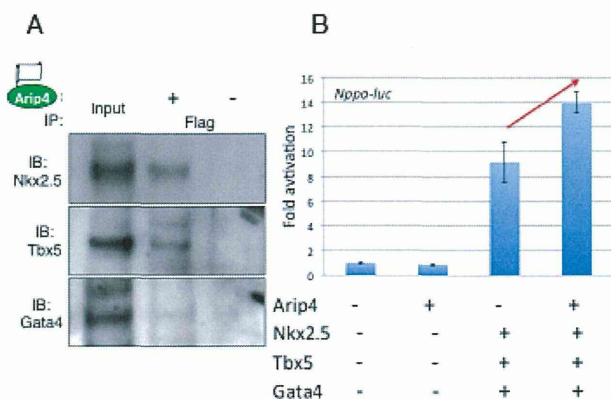 A
Arip4 :
Input + -
IP: Flag
IB:
Nkx2.5
IB:
Tbx5
IB:
Gata4
B
Nppa-luc
Fold avtivation
16
14
12
10
8
6
4
2
0
Arip4 - + - +
Nkx2.5 - - + +
Tbx5 - - + +
Gata4 - - + +